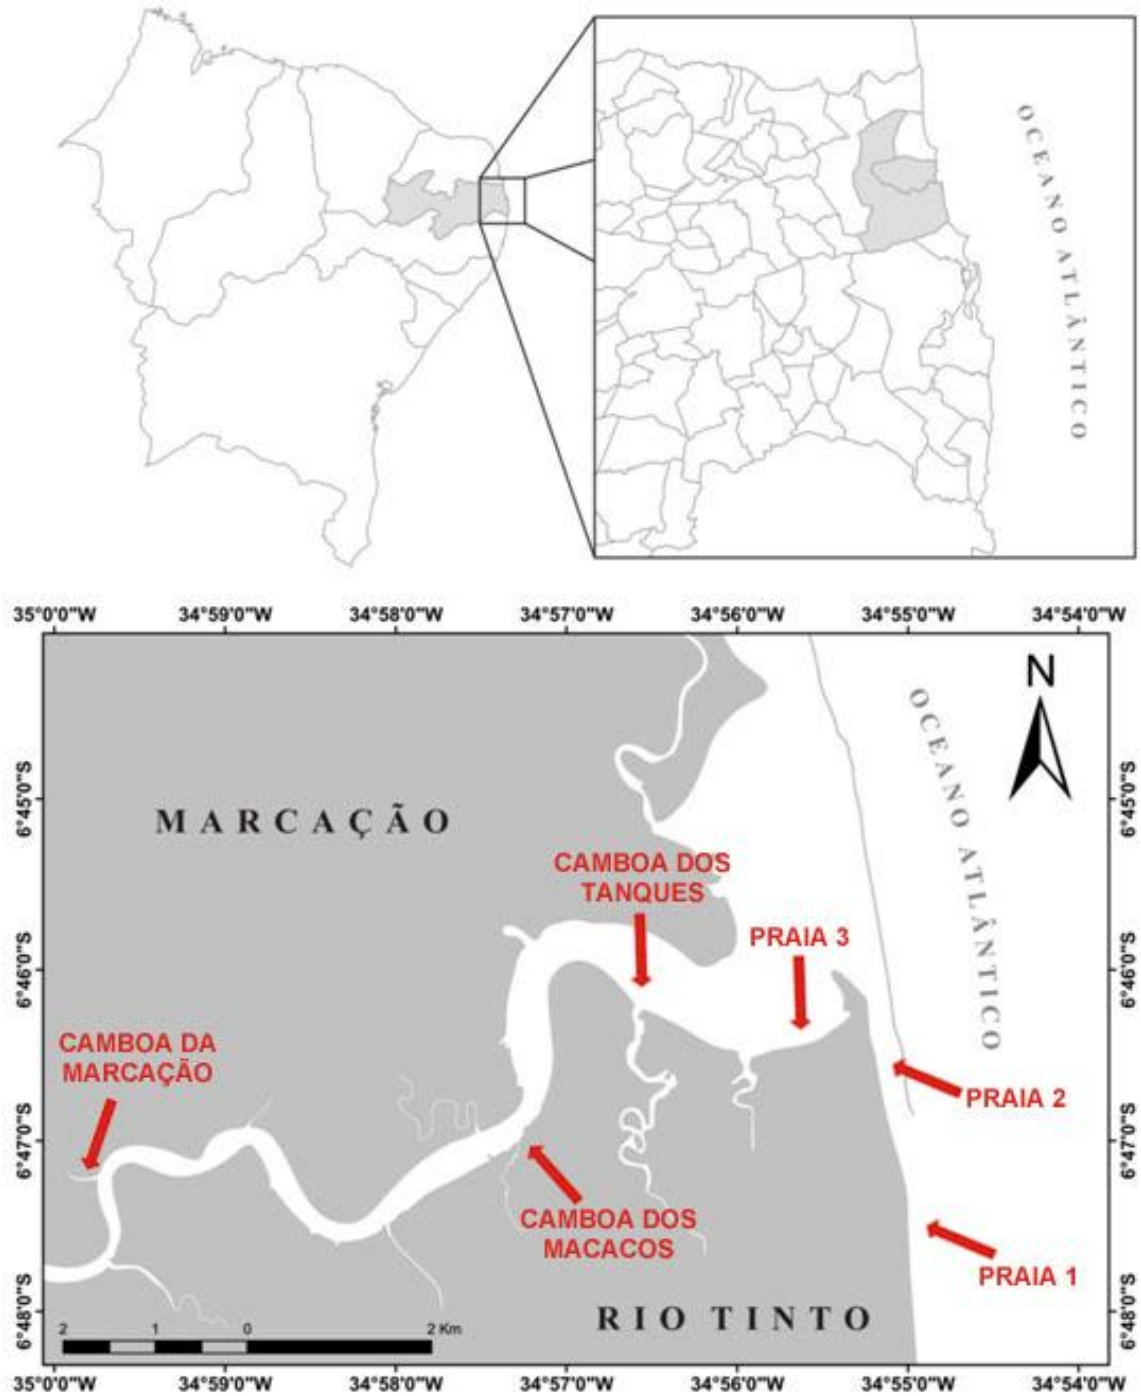 OCEANO ATLÂNTICO
35°0'0"W 34°59'0"W 34°58'0"W 34°57'0"W 34°56'0"W 34°55'0"W 34°54'0"W
N
OCEANO ATLÂNTICO
6°45'0"S
6°45'0"S
MARCAÇÃO
CAMBOA DOS
TANQUES
PRAIA 3
6°46'0"S
6°46'0"S
CAMBOA DA
MARCAÇÃO
PRAIA 2
6°47'0"S
6°47'0"S
CAMBOA DOS
MACACOS
PRAIA 1
6°48'0"S
6°48'0"S
RIO TINTO
2 1 0 2 Km
35°0'0"W 34°59'0"W 34°58'0"W 34°57'0"W 34°56'0"W 34°55'0"W 34°54'0"W